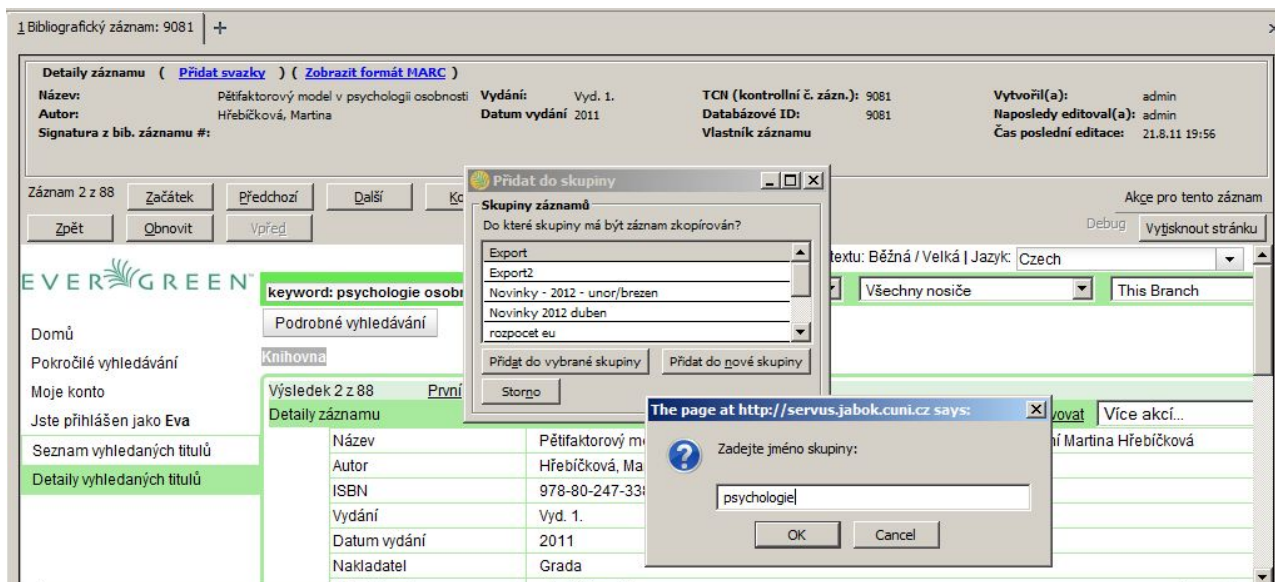 1 Bibliografický záznam: 9081
Detaily záznamu ( Přidat svazky ) ( Zobrazit formát MARC )
Název: Pětifaktorový model v psychologii osobnosti Vydání: Vyd. 1. TCN (kontrollní č. zázn.): 9081 Vytvořil(a): admin
Autor: Hřebíčková, Martina Datum vydání 2011 Databázové ID: 9081 Naposledy editoval(a): admin
Signatura z bib. záznamu #: Vlastník záznamu Čas poslední editace: 21.8.11 19:56
Záznam 2 z 88 Začátek Předchozí Další Ko Akce pro tento záznam
Zpět Obnovit Vpřed Debug Vytisknout stránku
Přidat do skupiny
Skupiny záznamů
Do které skupiny má být záznam zkopírován?
Export
Export2
Novinky - 2012 - unor/brezen
Novinky 2012 duben
rozpocet eu
Přidat do vybrané skupiny Přidat do nové skupiny
Storno
textu: Běžná / Velká | Jazyk: Czech
EVERGREEN
keyword: psychologie osobn Všechny nosiče This Branch
Podrobné vyhledávání
Knihovna
Domů
Pokročilé vyhledávání
Moje konto
Jste přihlášen jako Eva
Seznam vyhledaných titulů
Detaily vyhledaných titulů
Výsledek 2 z 88 První
Detaily záznamu vovat Více akcí...
Název Pětifaktorový mo ní Martina Hřebíčková
Autor Hřebíčková, Ma
ISBN 978-80-247-338
Vydání Vyd. 1.
Datum vydání 2011
Nakladatel Grada
The page at http://servus.jabok.cuni.cz says:
Zadejte jméno skupiny:
psychologie
OK Cancel